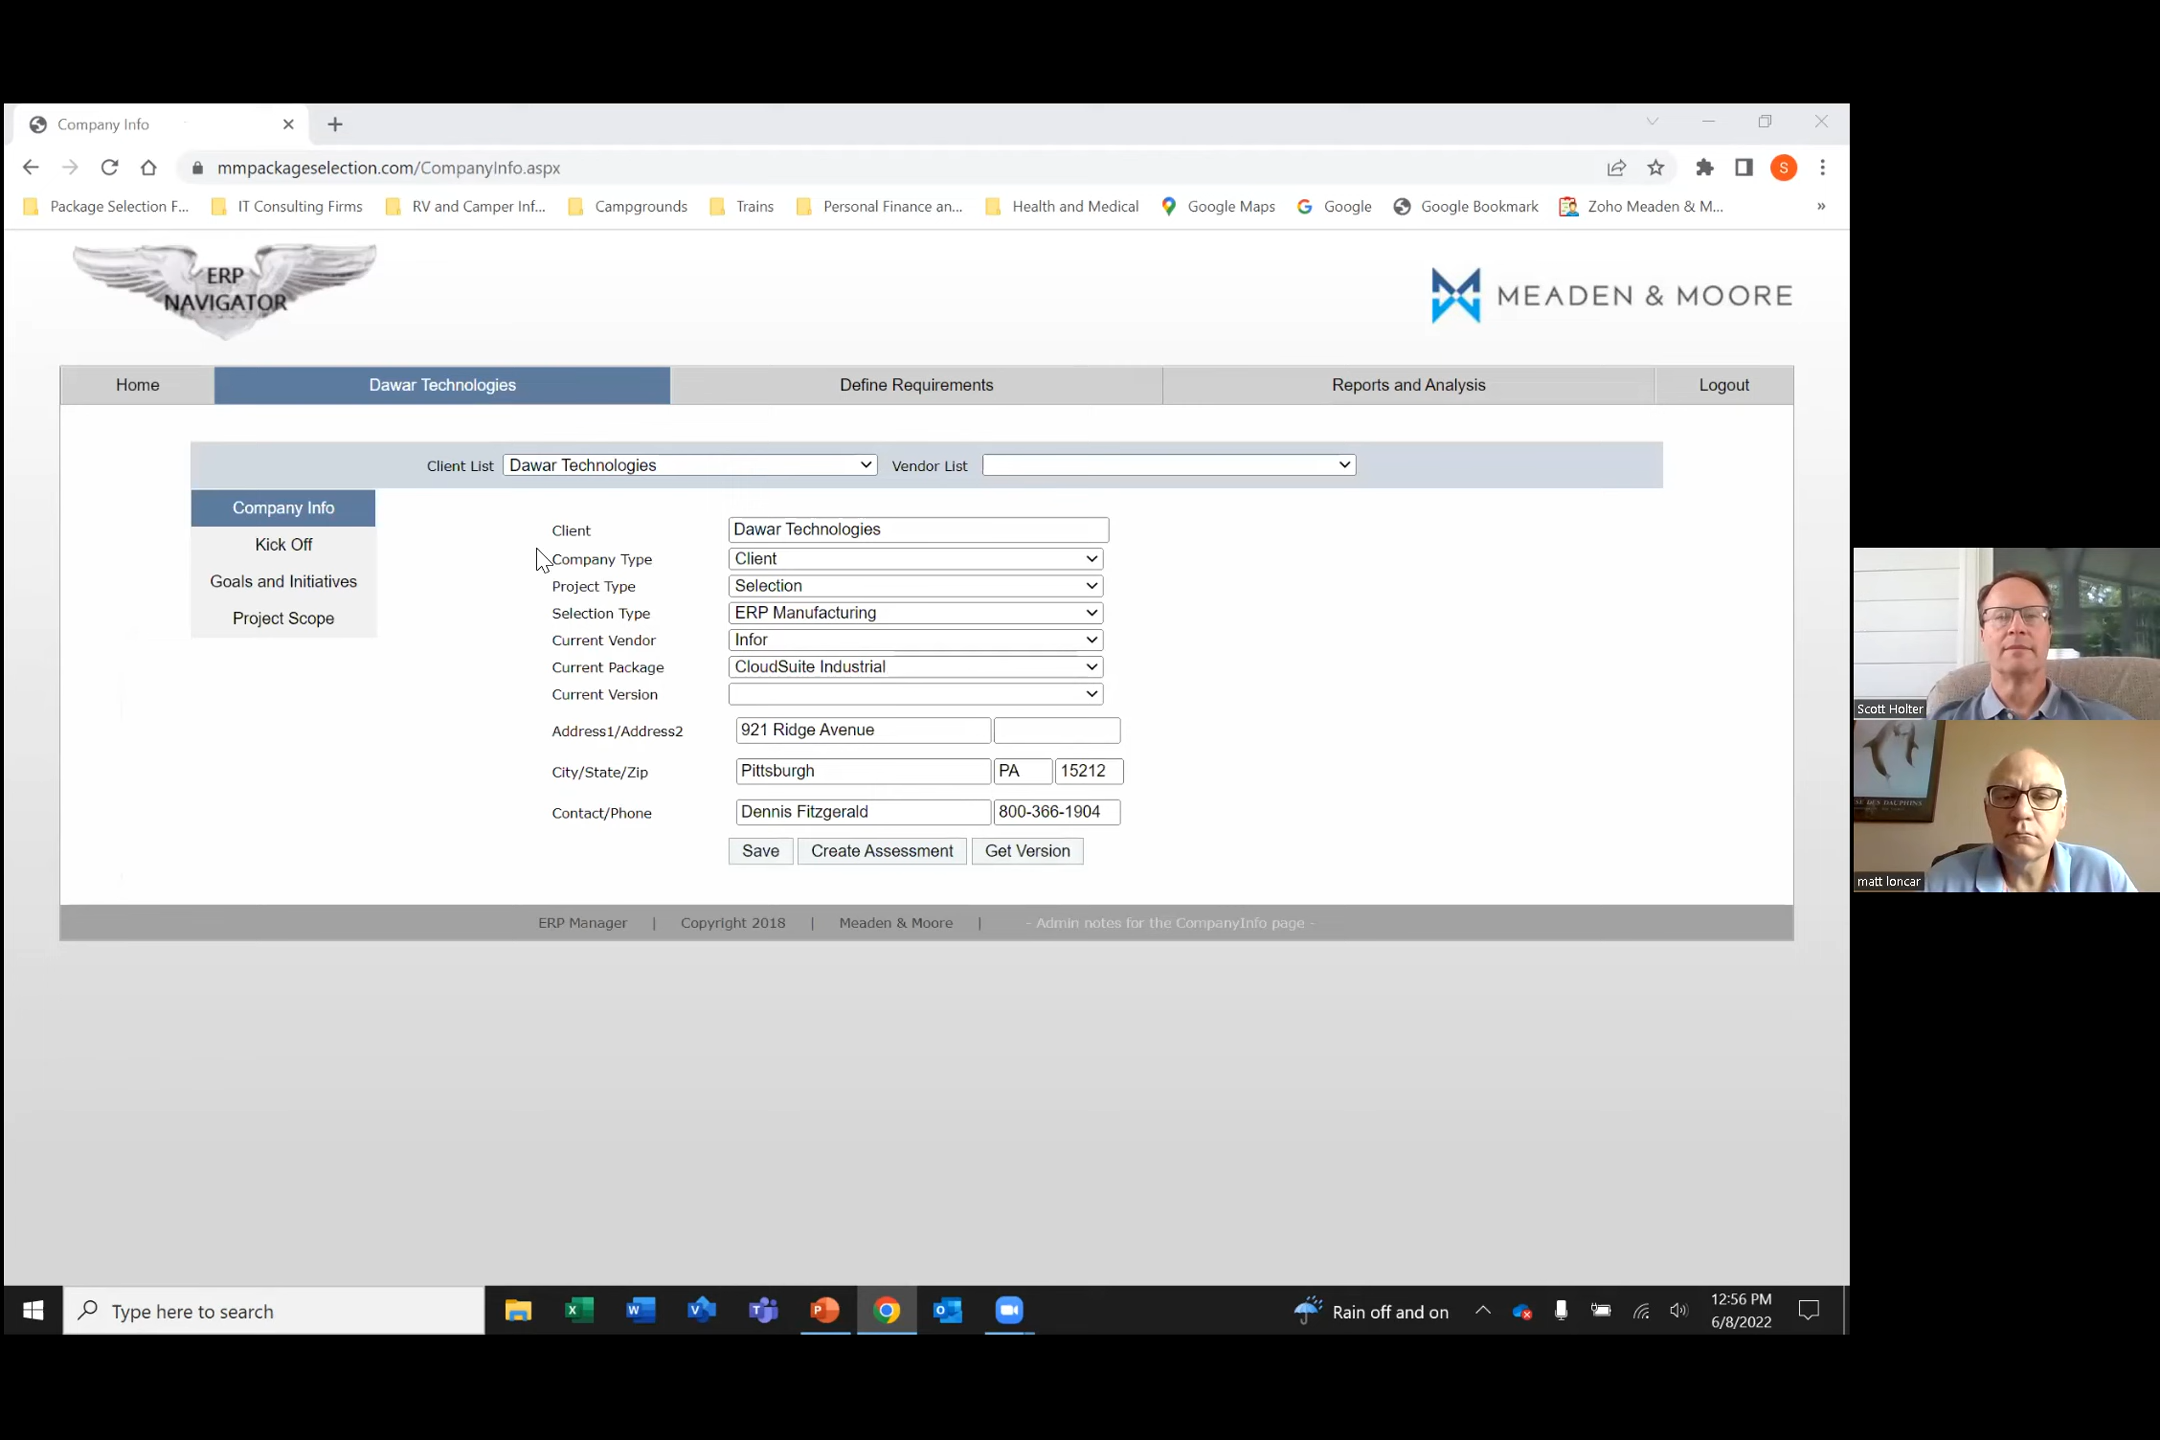 Company Info
mmpackageselection.com/CompanyInfo.aspx
S
Package Selection F... IT Consulting Firms RV and Camper Inf... Campgrounds Trains Personal Finance an... Health and Medical Google Maps Google Google Bookmark Zoho Meaden & M... »
ERP
NAVIGATOR
MEADEN & MOORE
Home Dawar Technologies Define Requirements Reports and Analysis Logout
Client List Dawar Technologies Vendor List
Company Info
Kick Off
Goals and Initiatives
Project Scope
Client Dawar Technologies
Company Type Client
Project Type Selection
Selection Type ERP Manufacturing
Current Vendor Infor
Current Package CloudSuite Industrial
Current Version
Address1/Address2 921 Ridge Avenue
City/State/Zip Pittsburgh PA 15212
Contact/Phone Dennis Fitzgerald 800-366-1904
Save Create Assessment Get Version
ERP Manager | Copyright 2018 | Meaden & Moore | - Admin notes for the CompanyInfo page -
Scott Holter
matt loncar
Type here to search
Rain off and on
12:56 PM
6/8/2022